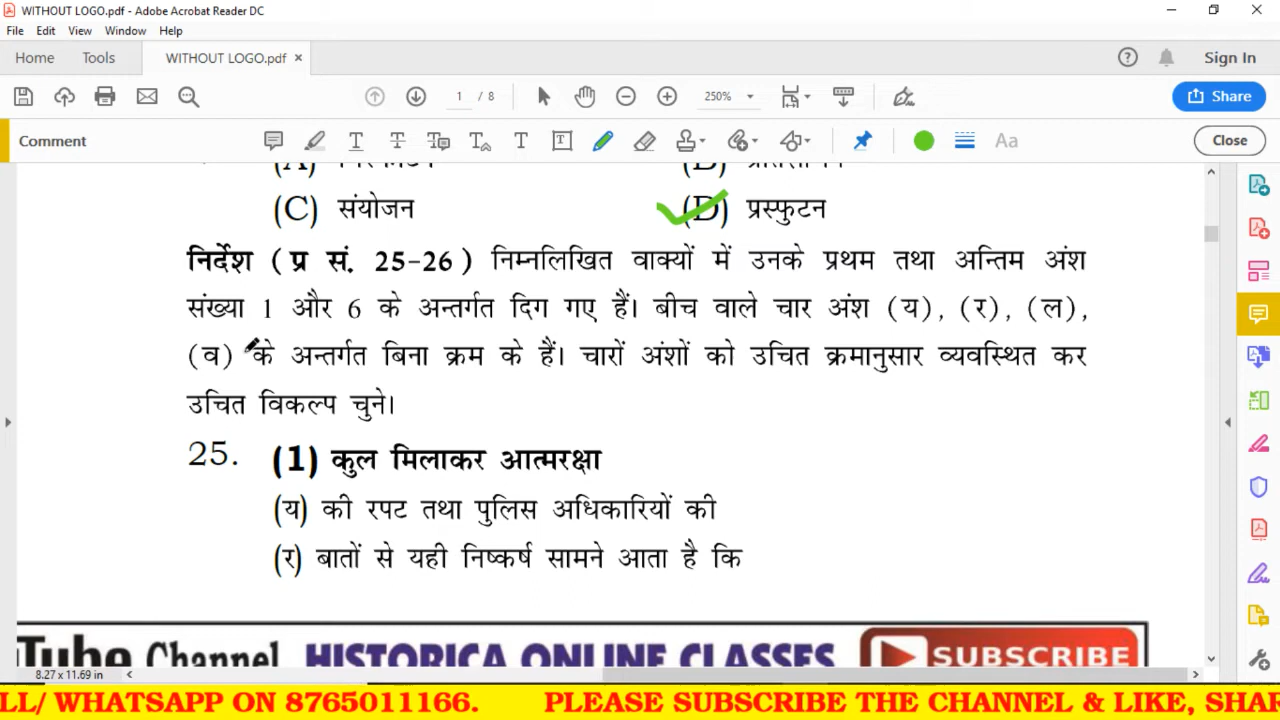 WITHOUT LOGO.pdf - Adobe Acrobat Reader DC
File Edit View Window Help
Home Tools WITHOUT LOGO.pdf × Sign In
1 / 8 250% Share
Comment Close
(C) संयोजन (D) प्रस्फुटन
निर्देश (प्र सं. 25-26) निम्नलिखित वाक्यों में उनके प्रथम तथा अन्तिम अंश
संख्या 1 और 6 के अन्तर्गत दिग गए हैं। बीच वाले चार अंश (य), (र), (ल),
(व) के अन्तर्गत बिना क्रम के हैं। चारों अंशों को उचित क्रमानुसार व्यवस्थित कर
उचित विकल्प चुने।
25. (1) कुल मिलाकर आत्मरक्षा
(य) की रपट तथा पुलिस अधिकारियों की
(र) बातों से यही निष्कर्ष सामने आता है कि
Tube Channel HISTORICA ONLINE CLASSES SUBSCRIBE
8.27 x 11.69 in
LL/ WHATSAPP ON 8765011166. PLEASE SUBSCRIBE THE CHANNEL & LIKE, SHAR